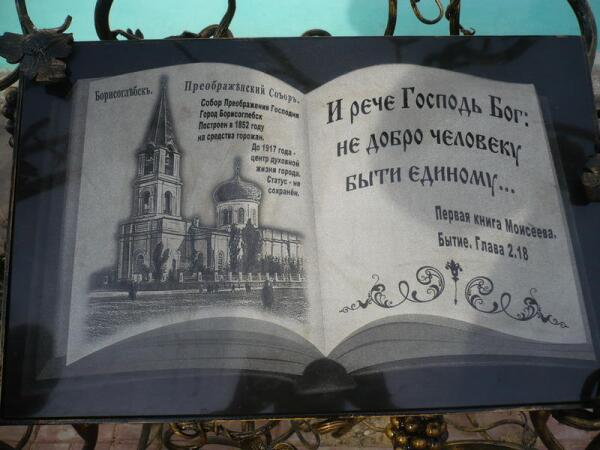 Борисоглѣбскъ. Преображѣнский Соборъ.
Собор Преображения Господня
Город Борисоглебск
Построен в 1852 году
на средства горожан.
До 1917 года -
центр духовной
жизни города.
Статус - не
сохранён.
И рече Господь Бог:
не добро человеку
быти единому...
Первая книга Моисеева.
Бытие. Глава 2.18